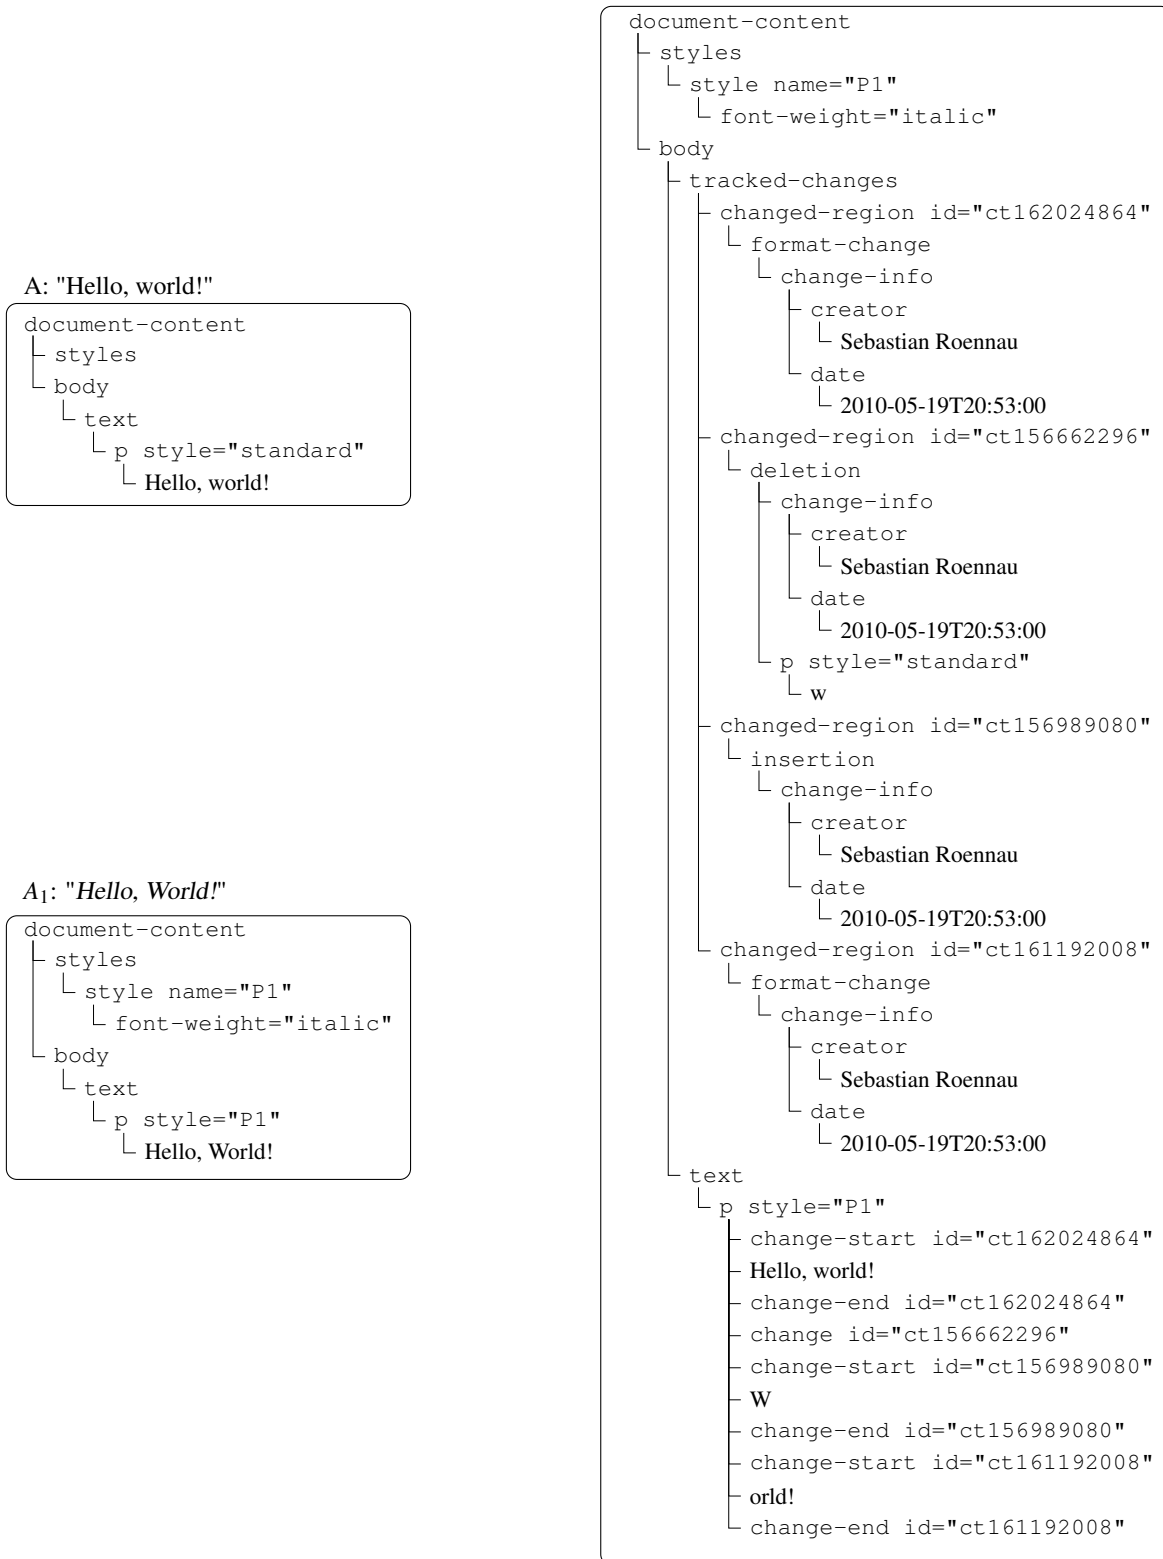 A: "Hello, world!"
document-content
styles
body
text
p style="standard"
Hello, world!
A1: "Hello, World!"
document-content
styles
style name="P1"
font-weight="italic"
body
text
p style="P1"
Hello, World!
document-content
styles
style name="P1"
font-weight="italic"
body
tracked-changes
changed-region id="ct162024864"
format-change
change-info
creator
Sebastian Roennau
date
2010-05-19T20:53:00
changed-region id="ct156662296"
deletion
change-info
creator
Sebastian Roennau
date
2010-05-19T20:53:00
p style="standard"
w
changed-region id="ct156989080"
insertion
change-info
creator
Sebastian Roennau
date
2010-05-19T20:53:00
changed-region id="ct161192008"
format-change
change-info
creator
Sebastian Roennau
date
2010-05-19T20:53:00
text
p style="P1"
change-start id="ct162024864"
Hello, world!
change-end id="ct162024864"
change id="ct156662296"
change-start id="ct156989080"
W
change-end id="ct156989080"
change-start id="ct161192008"
orld!
change-end id="ct161192008"